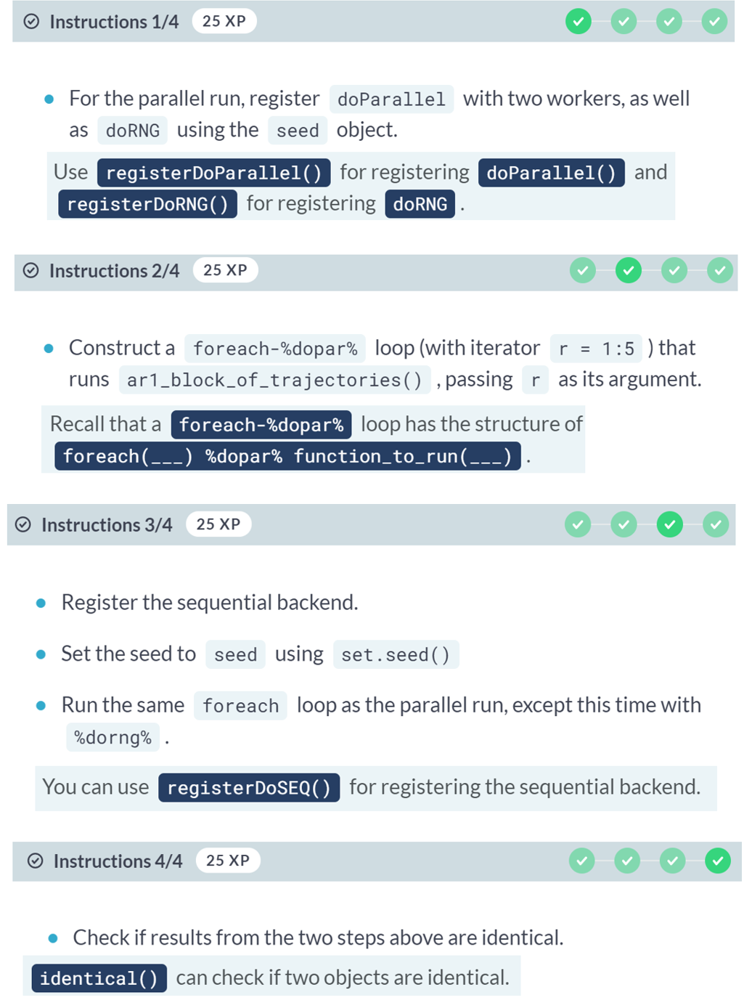 Instructions 1/4 25 XP
For the parallel run, register doParallel with two workers, as well
as doRNG using the seed object.
Use registerDoParallel() for registering doParallel() and
registerDoRNG() for registering doRNG .
Instructions 2/4 25 XP
Construct a foreach-%dopar% loop (with iterator r = 1:5 ) that
runs ar1_block_of_trajectories() , passing r as its argument.
Recall that a foreach-%dopar% loop has the structure of
foreach(___) %dopar% function_to_run(___) .
Instructions 3/4 25 XP
Register the sequential backend.
Set the seed to seed using set.seed()
Run the same foreach loop as the parallel run, except this time with
%dorng% .
You can use registerDoSEQ() for registering the sequential backend.
Instructions 4/4 25 XP
Check if results from the two steps above are identical.
identical() can check if two objects are identical.